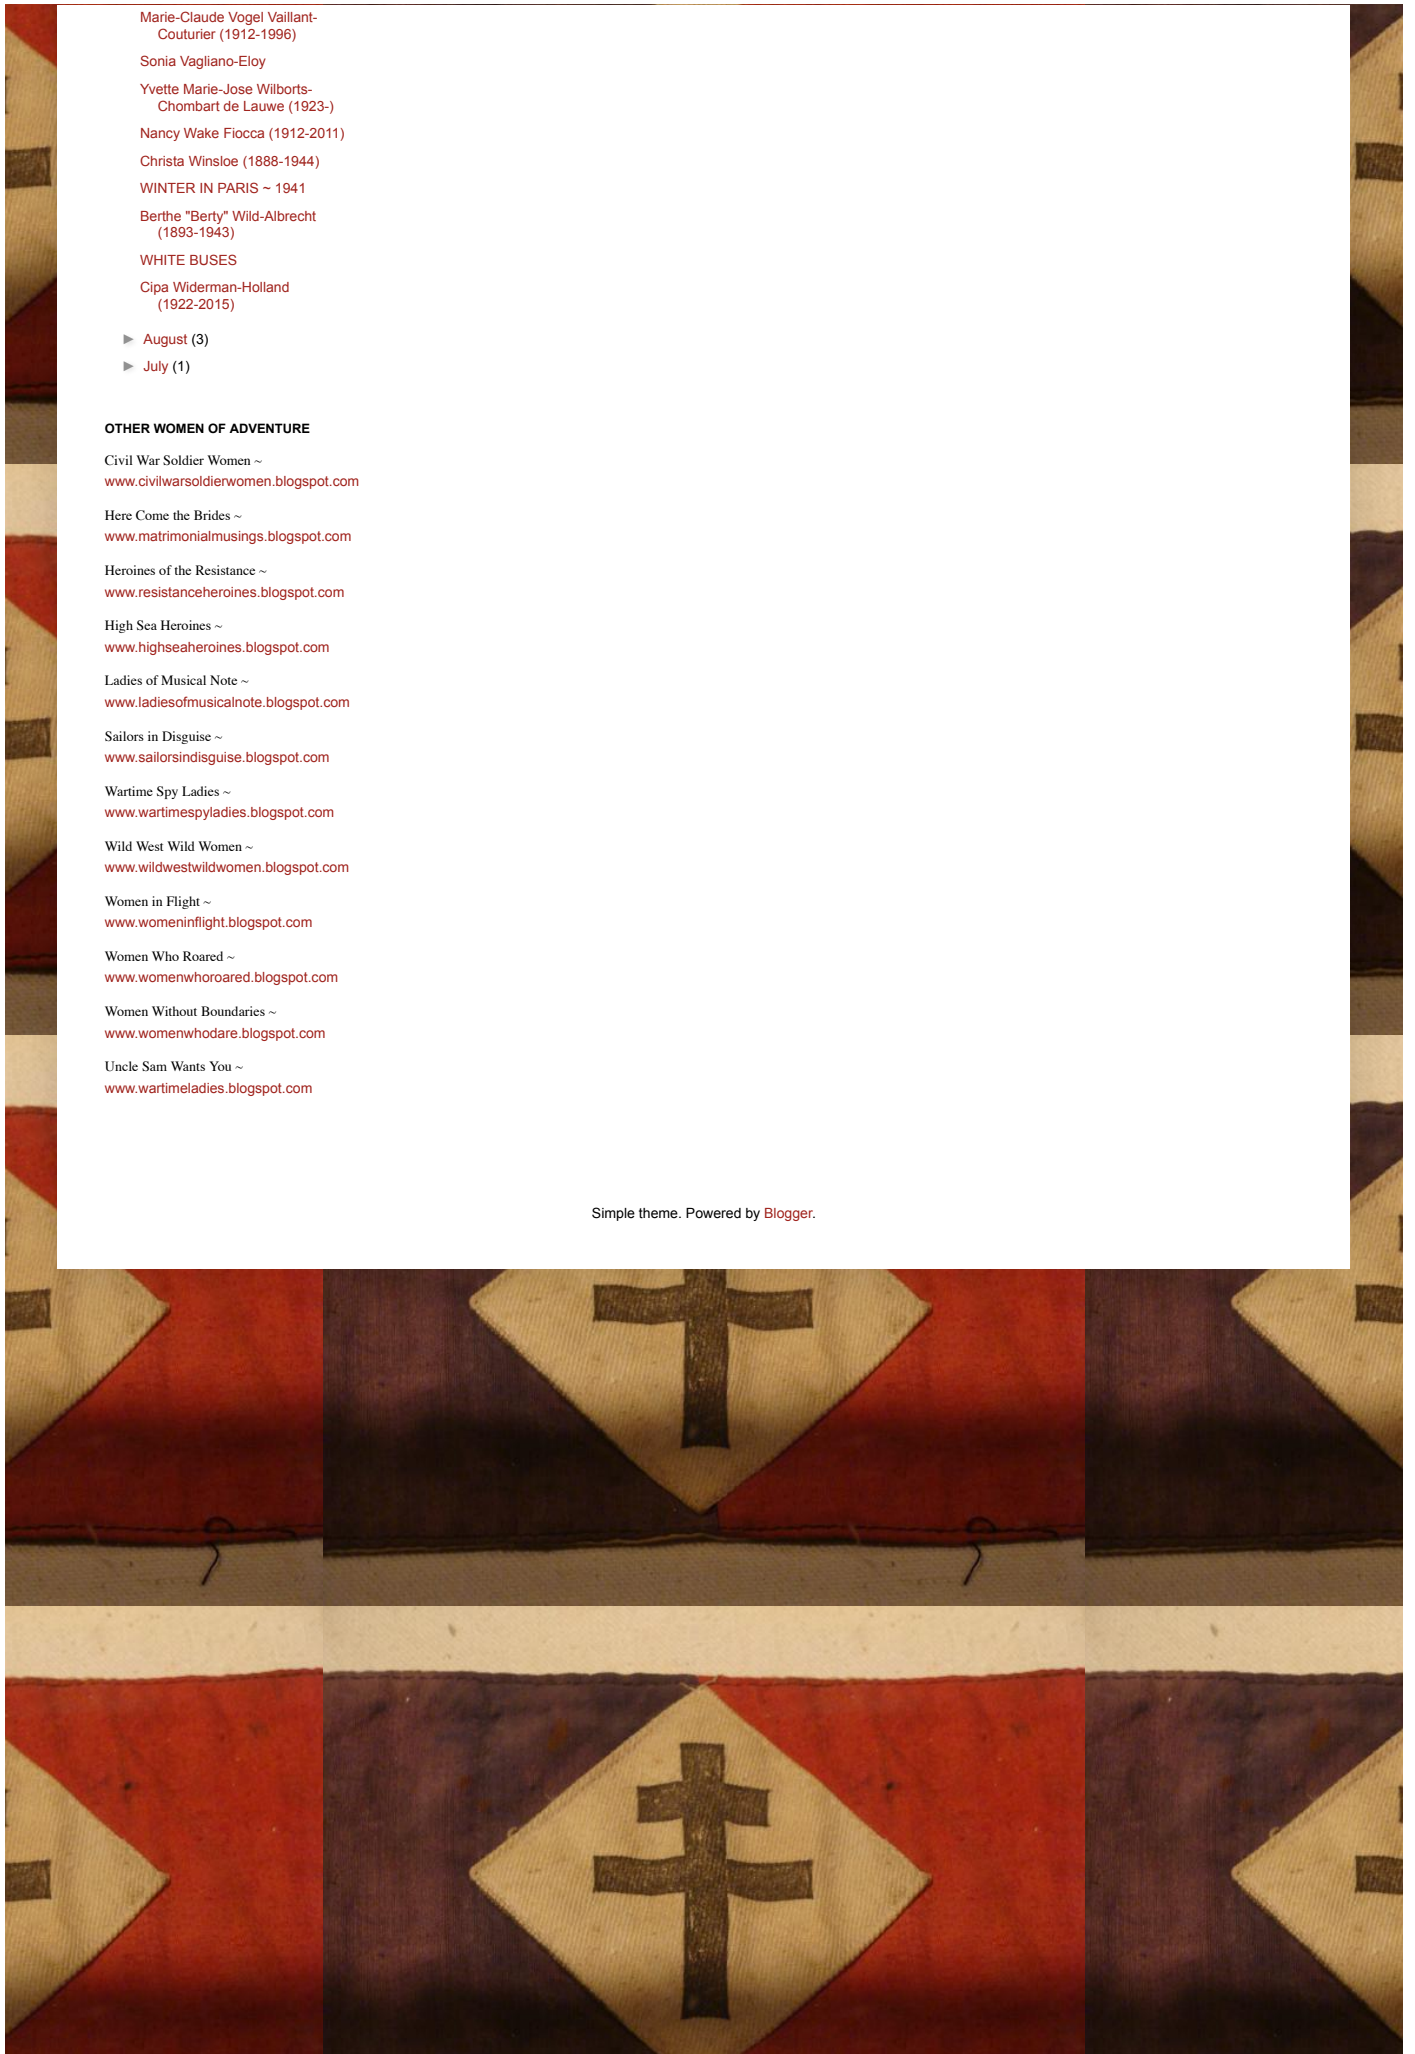 Marie-Claude Vogel Vaillant-
Couturier (1912-1996)
Sonia Vagliano-Eloy
Yvette Marie-Jose Wilborts-
Chombart de Lauwe (1923-)
Nancy Wake Fiocca (1912-2011)
Christa Winsloe (1888-1944)
WINTER IN PARIS ~ 1941
Berthe "Berty" Wild-Albrecht
(1893-1943)
WHITE BUSES
Cipa Widerman-Holland
(1922-2015)
► August (3)
► July (1)
OTHER WOMEN OF ADVENTURE
Civil War Soldier Women ~
www.civilwarsoldierwomen.blogspot.com
Here Come the Brides ~
www.matrimonialmusings.blogspot.com
Heroines of the Resistance ~
www.resistanceheroines.blogspot.com
High Sea Heroines ~
www.highseaheroines.blogspot.com
Ladies of Musical Note ~
www.ladiesofmusicalnote.blogspot.com
Sailors in Disguise ~
www.sailorsindisguise.blogspot.com
Wartime Spy Ladies ~
www.wartimespyladies.blogspot.com
Wild West Wild Women ~
www.wildwestwildwomen.blogspot.com
Women in Flight ~
www.womeninflight.blogspot.com
Women Who Roared ~
www.womenwhoroared.blogspot.com
Women Without Boundaries ~
www.womenwhodare.blogspot.com
Uncle Sam Wants You ~
www.wartimeladies.blogspot.com
Simple theme. Powered by Blogger.